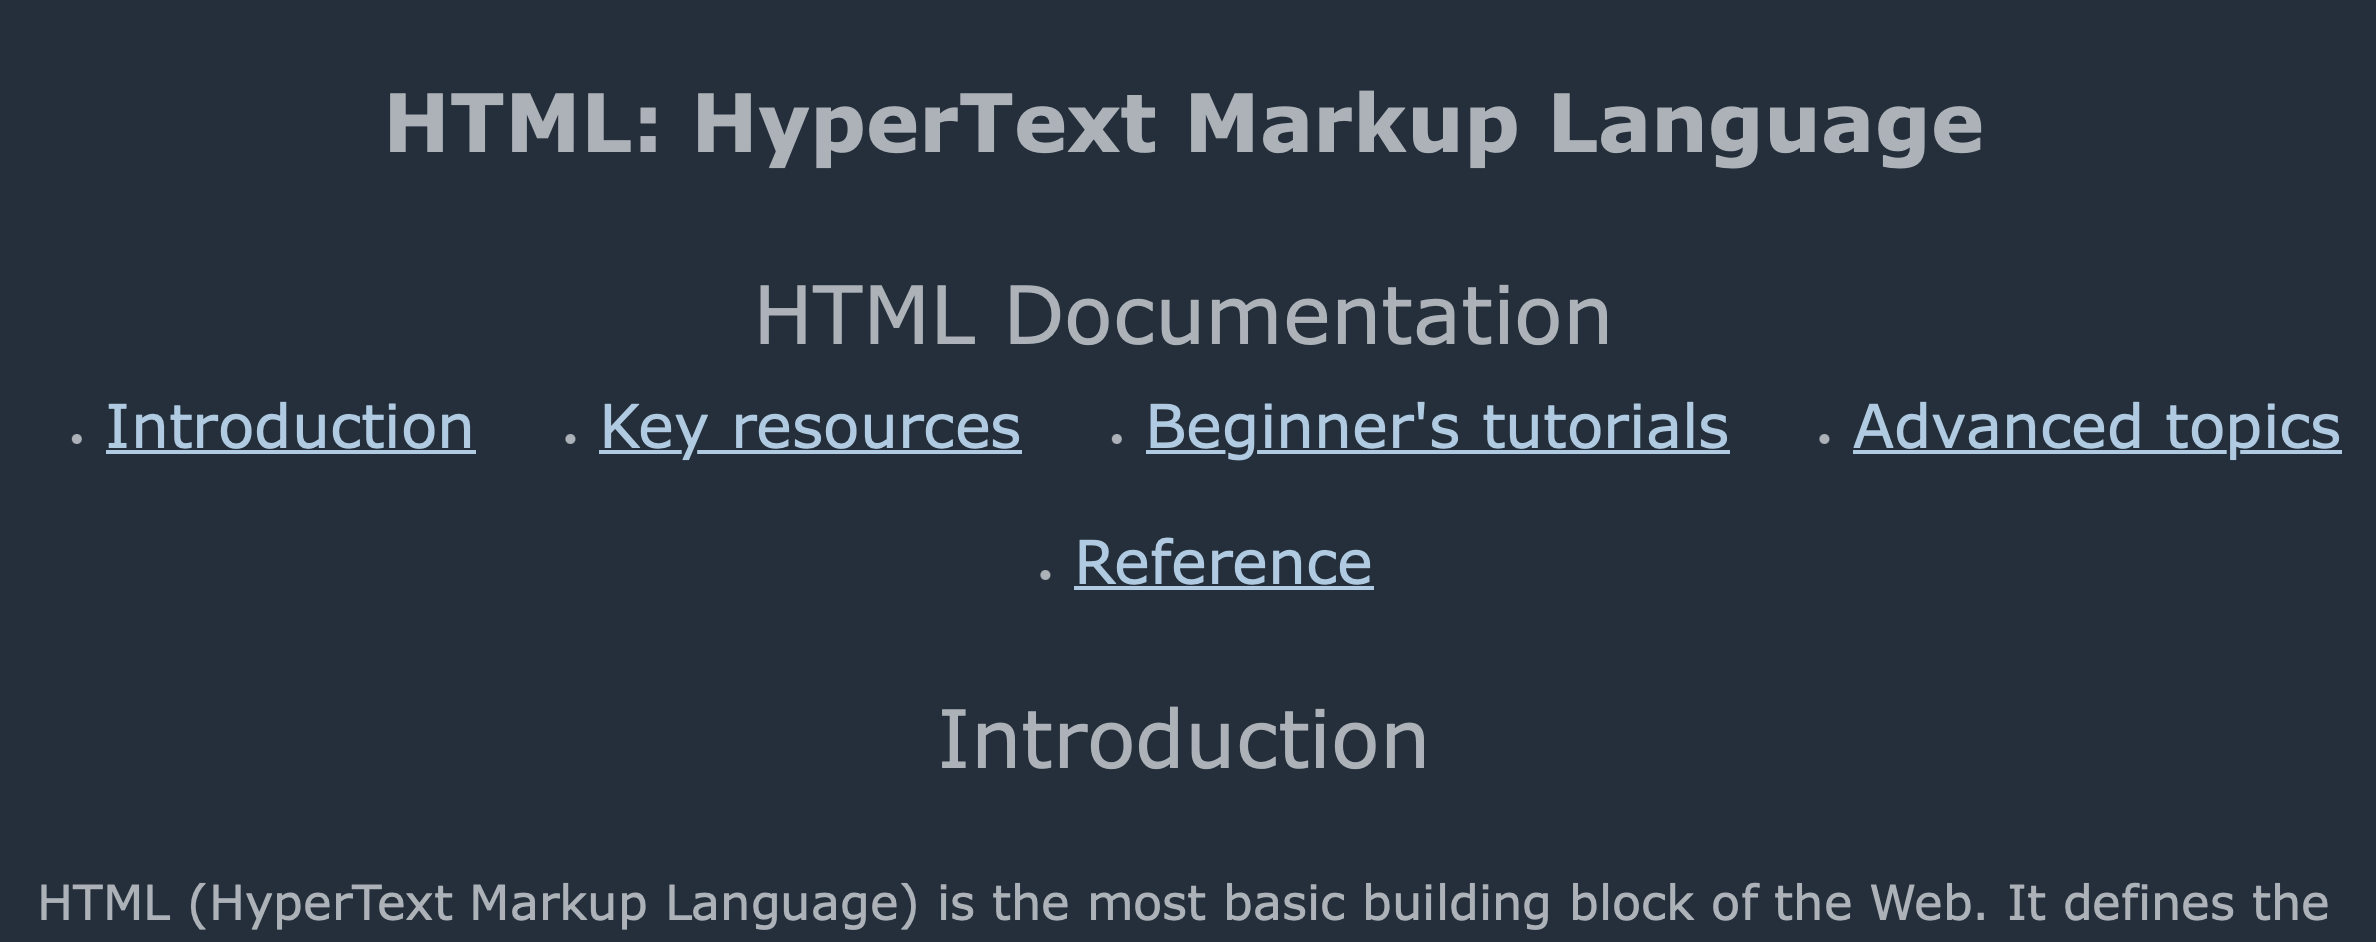 HTML: HyperText Markup Language
HTML Documentation
• Introduction • Key resources • Beginner's tutorials • Advanced topics
• Reference
Introduction
HTML (HyperText Markup Language) is the most basic building block of the Web. It defines the